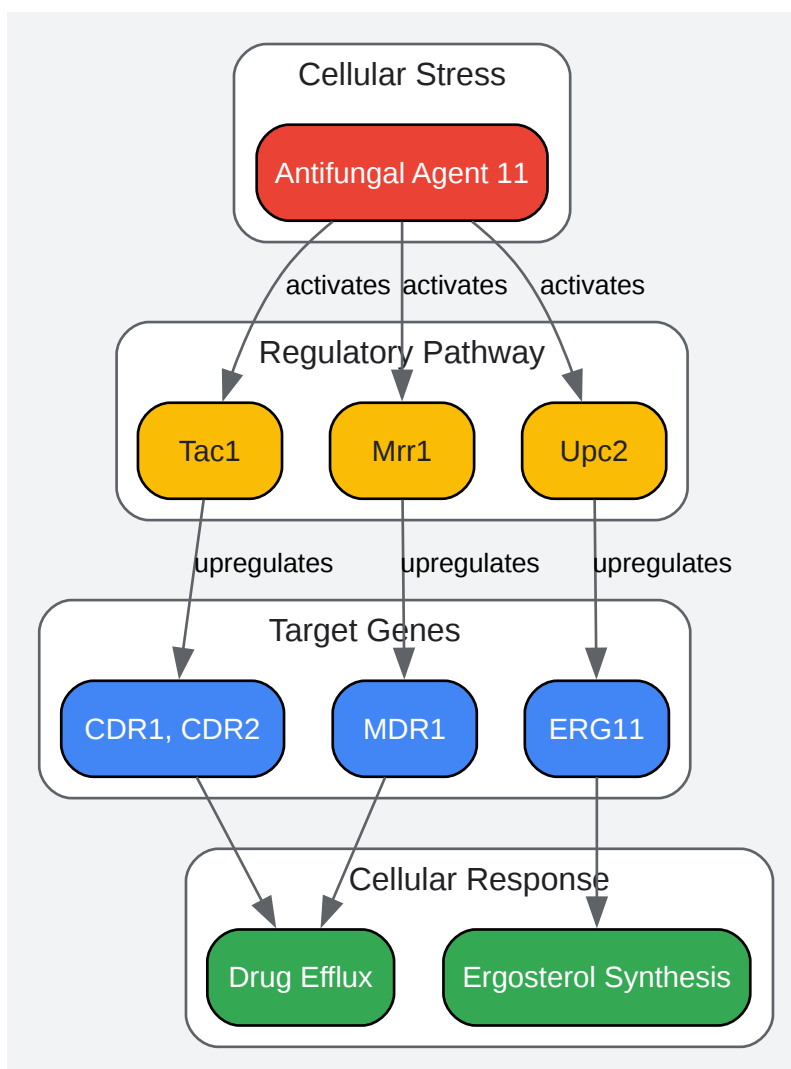 Cellular Stress
Antifungal Agent 11
activates activates activates
Regulatory Pathway
Tac1 Mrr1 Upc2
upregulates upregulates upregulates
Target Genes
CDR1, CDR2 MDR1 ERG11
Cellular Response
Drug Efflux Ergosterol Synthesis